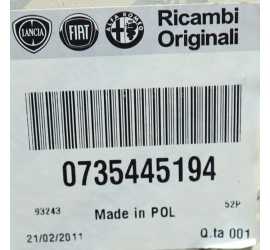 LANCIA FIAT ALFA ROMEO Ricambi
Originali
0735445194
93243 Made in POL 52P
21/02/2011 Q.ta 001